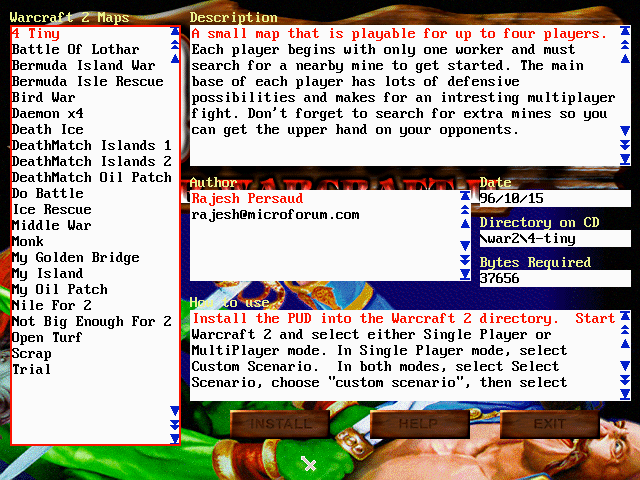 Warcraft 2 Maps
4 Tiny
Battle Of Lothar
Bermuda Island War
Bermuda Isle Rescue
Bird War
Daemon x4
Death Ice
DeathMatch Islands 1
DeathMatch Islands 2
DeathMatch Oil Patch
Do Battle
Ice Rescue
Middle War
Monk
My Golden Bridge
My Island
My Oil Patch
Nile For 2
Not Big Enough For 2
Open Turf
Scrap
Trial
Description
A small map that is playable for up to four players.
Each player begins with only one worker and must
search for a nearby mine to get started. The main
base of each player has lots of defensive
possibilities and makes for an intresting multiplayer
fight. Don't forget to search for extra mines so you
can get the upper hand on your opponents.
Author
Rajesh Persaud
rajesh@microforum.com
Date
96/10/15
Directory on CD
\war2\4-tiny
Bytes Required
37656
How to use
Install the PUD into the Warcraft 2 directory.  Start
Warcraft 2 and select either Single Player or
MultiPlayer mode. In Single Player mode, select
Custom Scenario.  In both modes, select Select
Scenario, choose "custom scenario", then select
INSTALL
HELP
EXIT